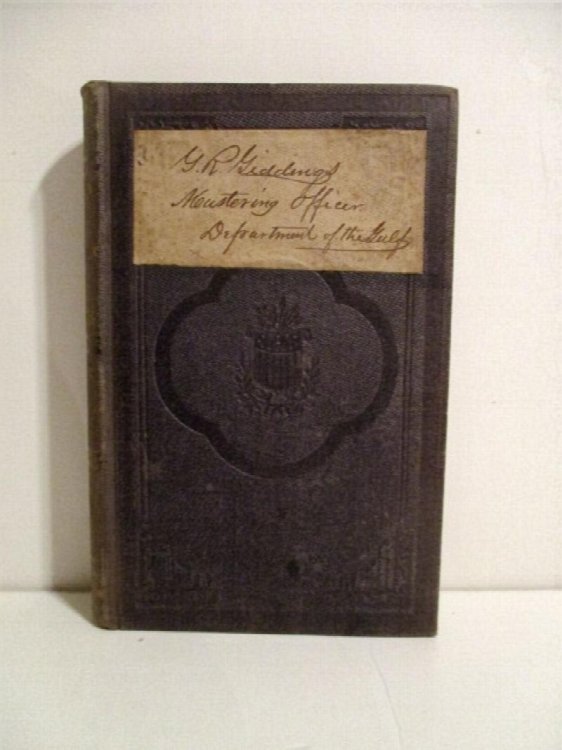 G. R. Giddings
Mustering Officer.
Department of the Gulf